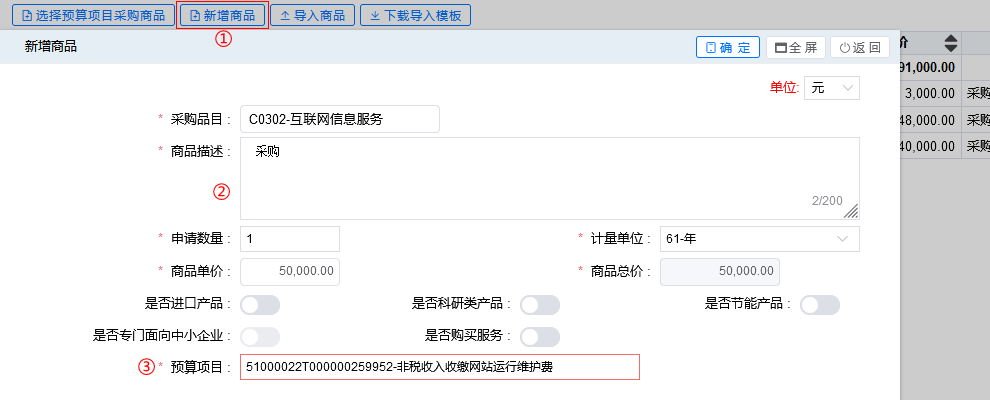 选择预算项目采购商品 新增商品 导入商品 下载导入模板
①
新增商品 确 定 全 屏 返 回 价
91,000.00
单位: 元 3,000.00 采购
* 采购品目 : C0302-互联网信息服务 48,000.00 采购
* 商品描述 : 采购 40,000.00 采购
②
2/200
* 申请数量 : 1 * 计量单位 : 61-年
* 商品单价 : 50,000.00 * 商品总价 : 50,000.00
是否进口产品 : 是否科研类产品 : 是否节能产品 :
是否专门面向中小企业 : 是否购买服务 :
③ * 预算项目 : 51000022T000000259952-非税收入收缴网站运行维护费